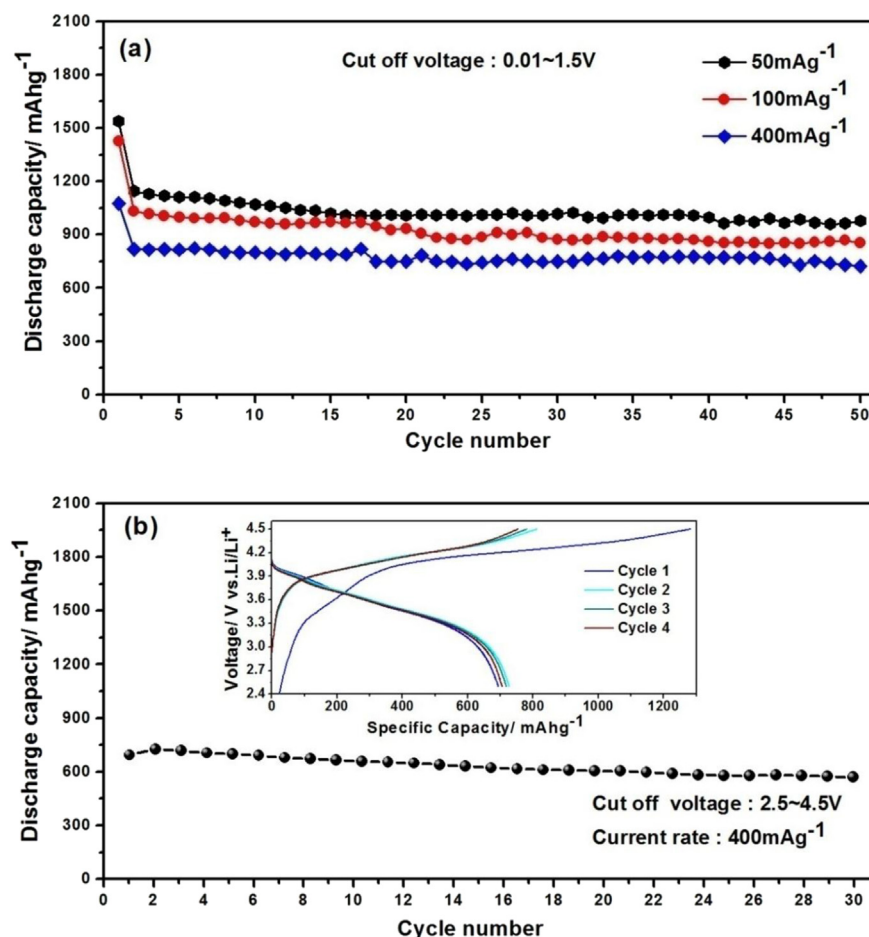 (a)
Cut off voltage : 0.01~1.5V
50mAg⁻¹
100mAg⁻¹
400mAg⁻¹
Discharge capacity/ mAhg⁻¹
2100
1800
1500
1200
900
600
300
0
0 5 10 15 20 25 30 35 40 45 50
Cycle number
(b)
Discharge capacity/ mAhg⁻¹
2100
1800
1500
1200
900
600
300
0
Voltage/ V vs.Li/Li⁺
4.5
4.2
3.9
3.6
3.0
2.7
2.4
Cycle 1
Cycle 2
Cycle 3
Cycle 4
0 200 400 600 800 1000 1200
Specific Capacity/ mAhg⁻¹
Cut off voltage : 2.5~4.5V
Current rate : 400mAg⁻¹
0 2 4 6 8 10 12 14 16 18 20 22 24 26 28 30
Cycle number